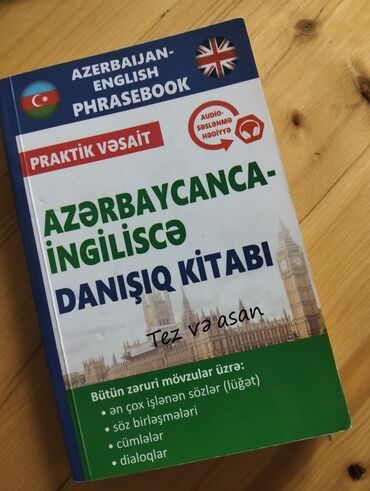 AZERBAIJAN-
ENGLISH
PHRASEBOOK
PRAKTİK VƏSAİT
AUDIO-
SƏSLƏNMƏ
HƏDİYYƏ
AZƏRBAYCANCA-
İNGİLİSCƏ
DANIŞIQ KİTABI
Tez və asan
Bütün zəruri mövzular üzrə:
• ən çox işlənən sözlər (lüğət)
• söz birləşmələri
• cümlələr
• dialoqlar